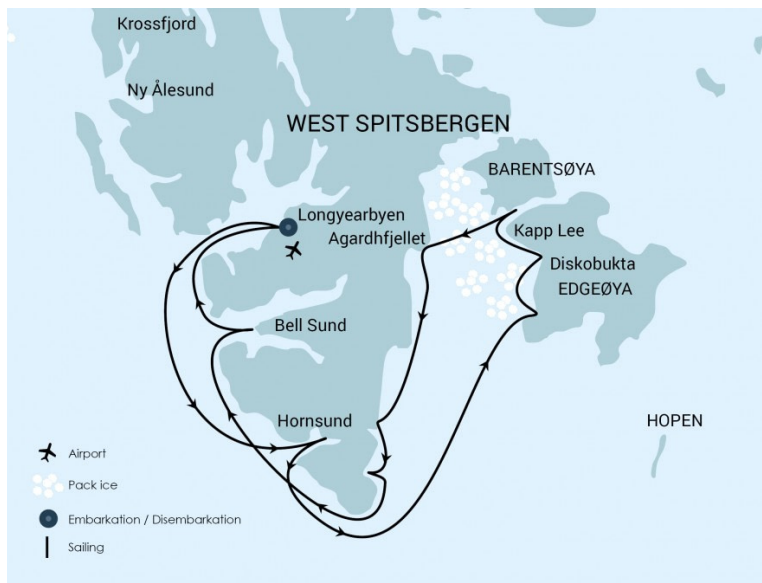 Krossfjord
Ny Ålesund
WEST SPITSBERGEN
BARENTSØYA
Longyearbyen
Agardhfjellet
Kapp Lee
Diskobukta
EDGEØYA
Bell Sund
Hornsund
HOPEN
Airport
Pack ice
Embarkation / Disembarkation
Sailing